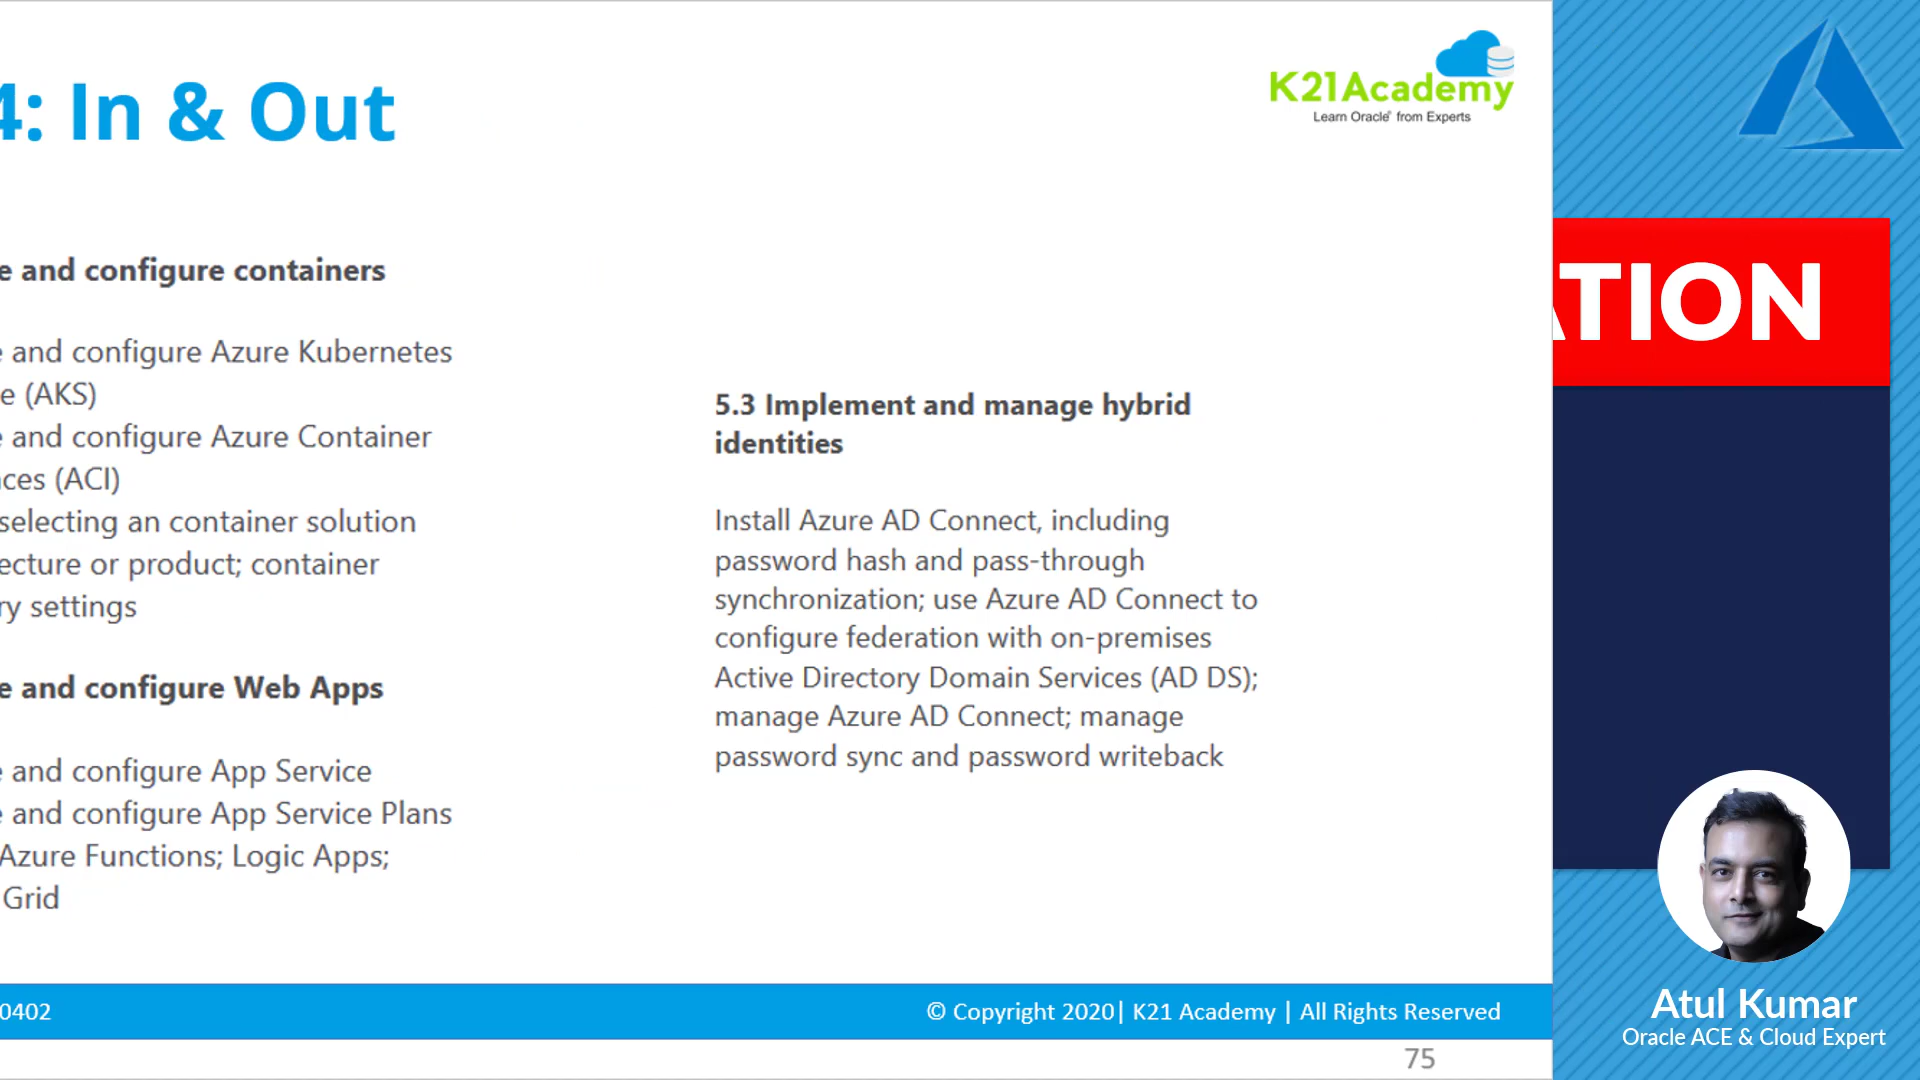 4: In & Out
K21Academy
Learn Oracle® from Experts
e and configure containers
e and configure Azure Kubernetes
e (AKS)
e and configure Azure Container
ces (ACI)
selecting an container solution
ecture or product; container
ry settings
e and configure Web Apps
e and configure App Service
e and configure App Service Plans
Azure Functions; Logic Apps;
Grid
5.3 Implement and manage hybrid
identities
Install Azure AD Connect, including
password hash and pass-through
synchronization; use Azure AD Connect to
configure federation with on-premises
Active Directory Domain Services (AD DS);
manage Azure AD Connect; manage
password sync and password writeback
ATION
0402
© Copyright 2020| K21 Academy | All Rights Reserved
75
Atul Kumar
Oracle ACE & Cloud Expert